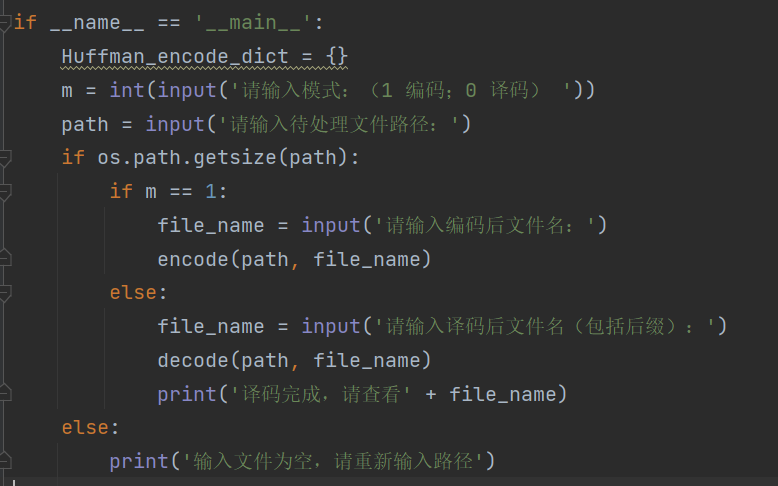 if __name__ == '__main__':
    Huffman_encode_dict = {}
    m = int(input('请输入模式：（1 编码；0 译码） '))
    path = input('请输入待处理文件路径：')
    if os.path.getsize(path):
        if m == 1:
            file_name = input('请输入编码后文件名：')
            encode(path, file_name)
        else:
            file_name = input('请输入译码后文件名（包括后缀）：')
            decode(path, file_name)
            print('译码完成，请查看' + file_name)
    else:
        print('输入文件为空，请重新输入路径')